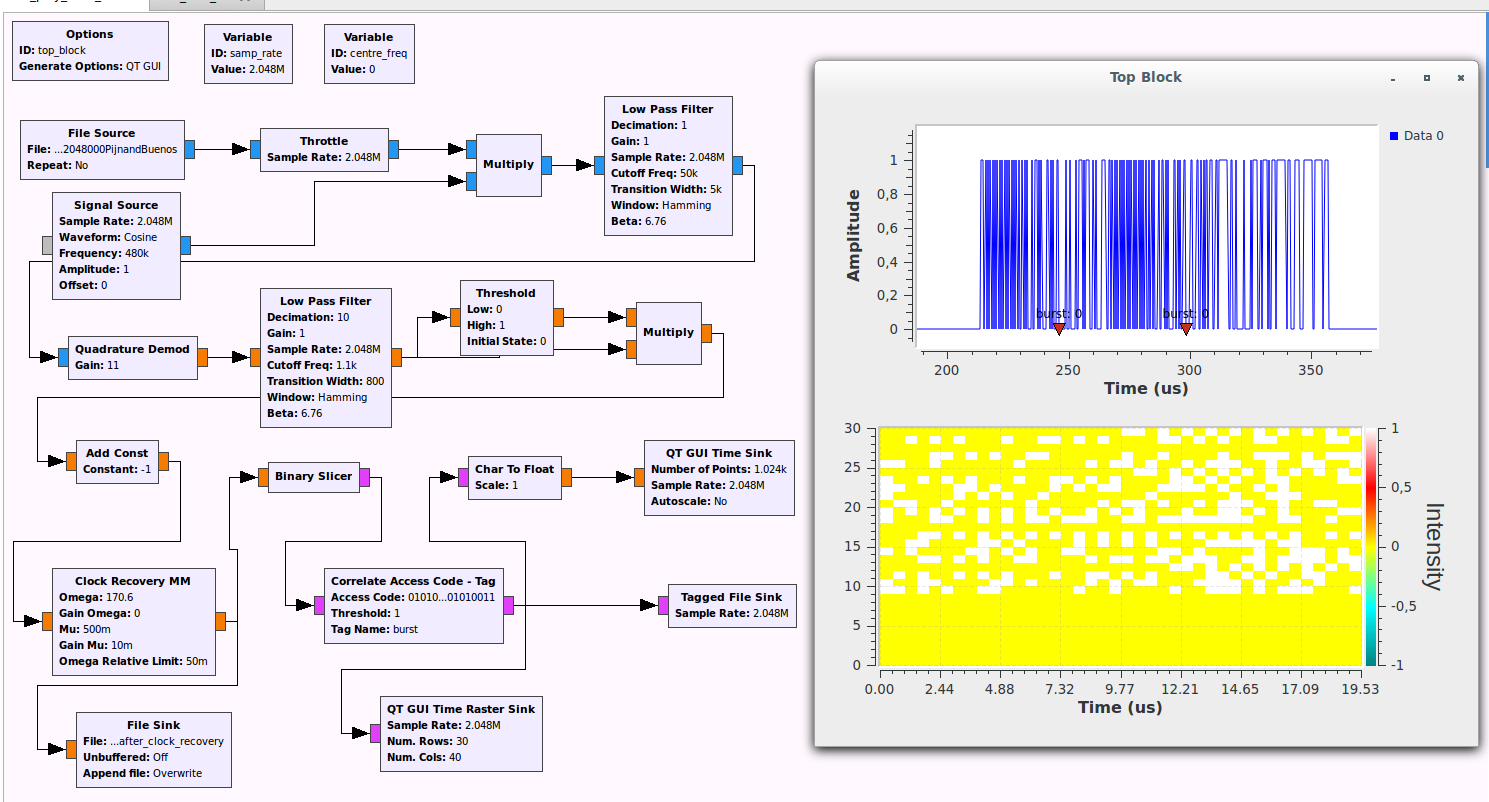 Options
ID: top_block
Generate Options: QT GUI
Variable
ID: samp_rate
Value: 2.048M
Variable
ID: centre_freq
Value: 0
File Source
File: ...2048000PijnandBuenos
Repeat: No
Throttle
Sample Rate: 2.048M
Multiply
Low Pass Filter
Decimation: 1
Gain: 1
Sample Rate: 2.048M
Cutoff Freq: 50k
Transition Width: 5k
Window: Hamming
Beta: 6.76
Signal Source
Sample Rate: 2.048M
Waveform: Cosine
Frequency: 480k
Amplitude: 1
Offset: 0
Quadrature Demod
Gain: 11
Low Pass Filter
Decimation: 10
Gain: 1
Sample Rate: 2.048M
Cutoff Freq: 1.1k
Transition Width: 800
Window: Hamming
Beta: 6.76
Threshold
Low: 0
High: 1
Initial State: 0
Multiply
Add Const
Constant: -1
Binary Slicer
Char To Float
Scale: 1
QT GUI Time Sink
Number of Points: 1.024k
Sample Rate: 2.048M
Autoscale: No
Clock Recovery MM
Omega: 170.6
Gain Omega: 0
Mu: 500m
Gain Mu: 10m
Omega Relative Limit: 50m
Correlate Access Code - Tag
Access Code: 01010...01010011
Threshold: 1
Tag Name: burst
Tagged File Sink
Sample Rate: 2.048M
File Sink
File: ...after_clock_recovery
Unbuffered: Off
Append file: Overwrite
QT GUI Time Raster Sink
Sample Rate: 2.048M
Num. Rows: 30
Num. Cols: 40
Top Block
Data 0
Amplitude
1
0,8
0,6
0,4
0,2
0
burst: 0
burst: 0
200
250
300
350
Time (us)
30
25
20
15
10
5
0
0.00
2.44
4.88
7.32
9.77
12.21
14.65
17.09
19.53
Time (us)
1
0,5
0
-0,5
-1
Intensity